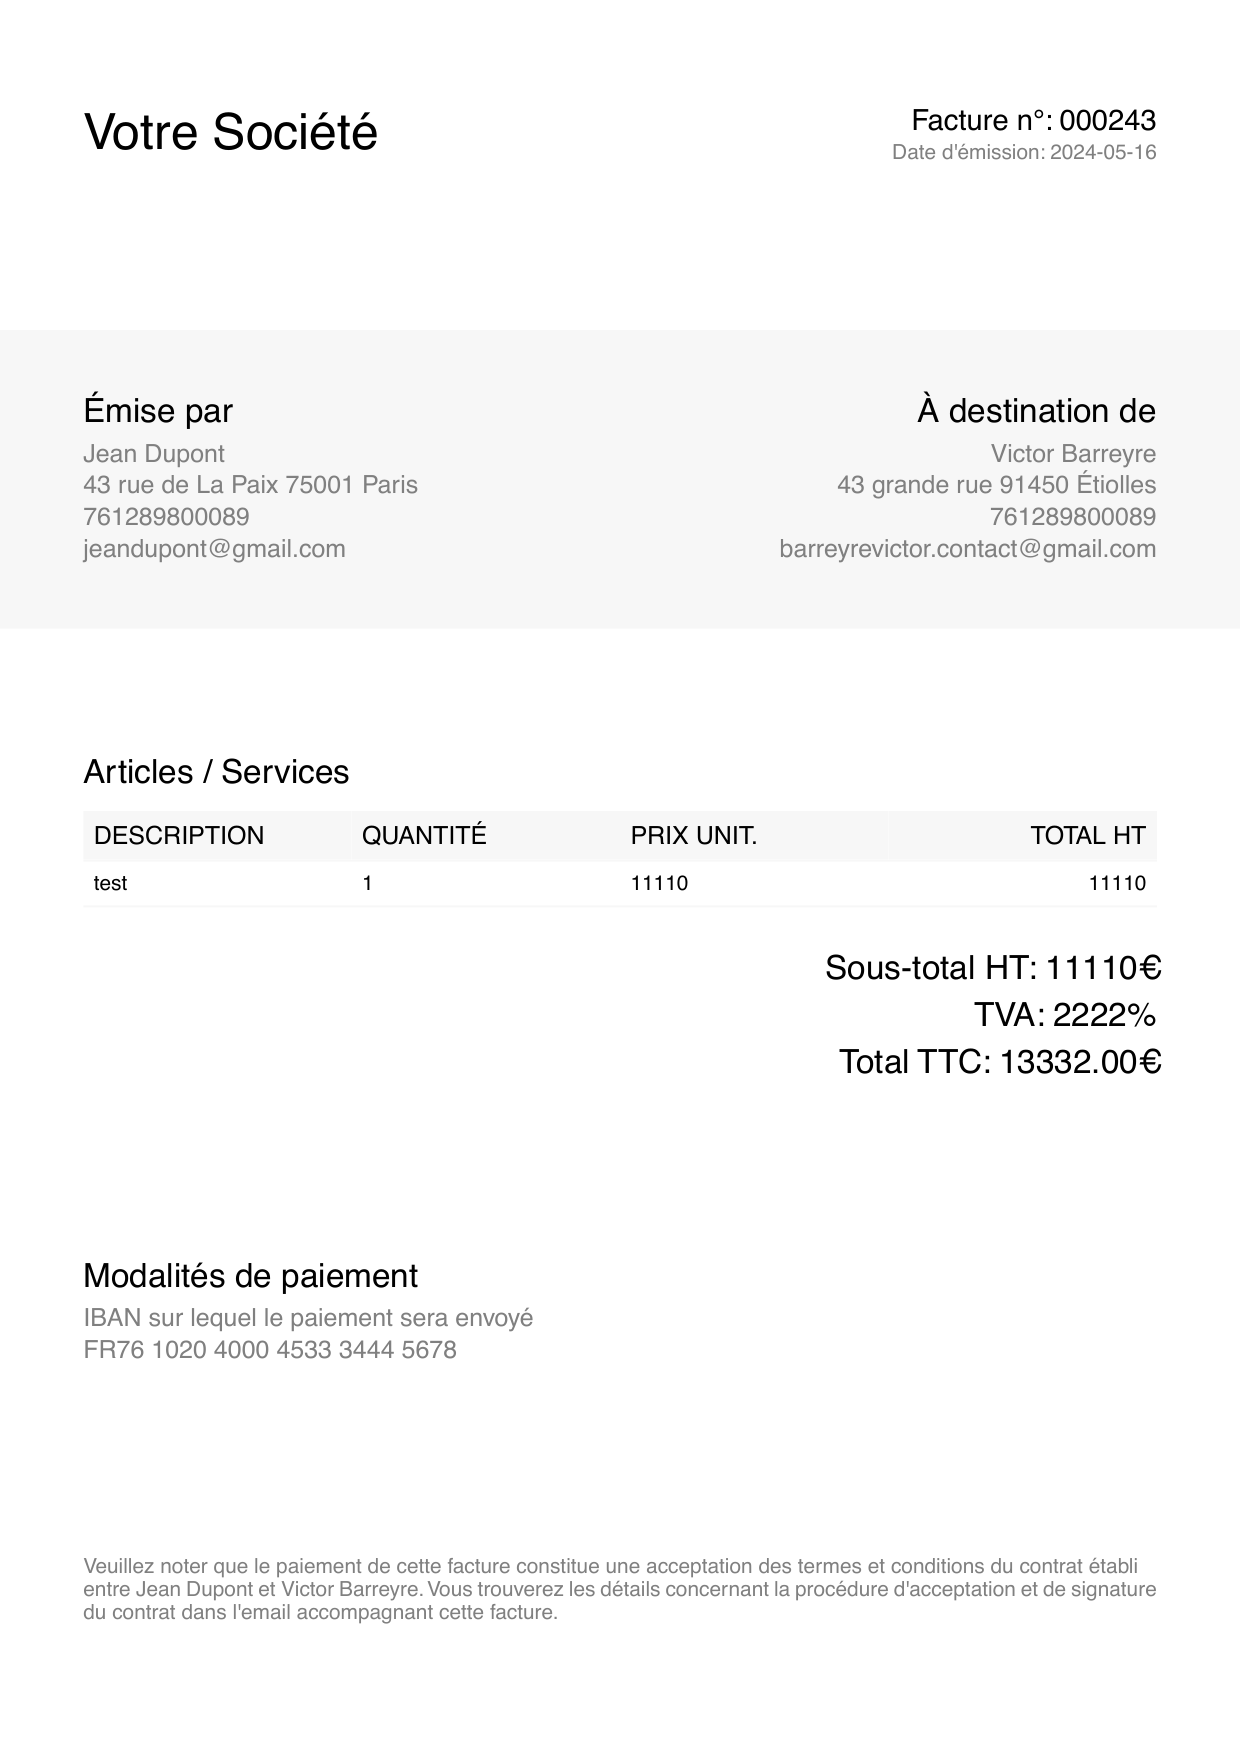 Votre Société
Facture n°: 000243
Date d'émission: 2024-05-16
Émise par
Jean Dupont
43 rue de La Paix 75001 Paris
761289800089
jeandupont@gmail.com
À destination de
Victor Barreyre
43 grande rue 91450 Étiolles
761289800089
barreyrevictor.contact@gmail.com
Articles / Services
DESCRIPTION QUANTITÉ PRIX UNIT. TOTAL HT
test 1 11110 11110
Sous-total HT: 11110€
TVA: 2222%
Total TTC: 13332.00€
Modalités de paiement
IBAN sur lequel le paiement sera envoyé
FR76 1020 4000 4533 3444 5678
Veuillez noter que le paiement de cette facture constitue une acceptation des termes et conditions du contrat établi
entre Jean Dupont et Victor Barreyre. Vous trouverez les détails concernant la procédure d'acceptation et de signature
du contrat dans l'email accompagnant cette facture.